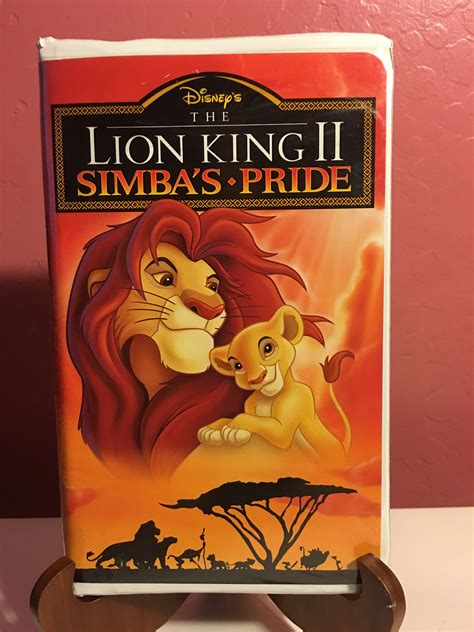 Disney's
THE
LION KING II
SIMBA'S • PRIDE